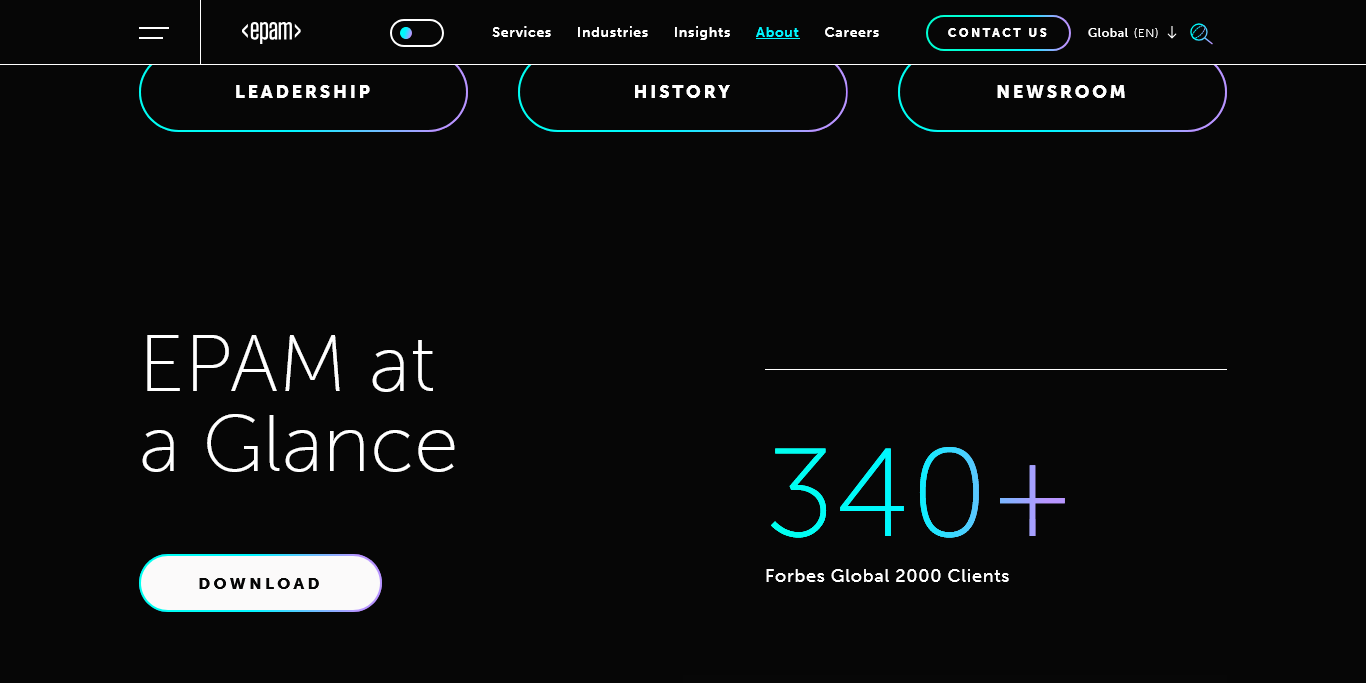 <epam>
Services
Industries
Insights
About
Careers
CONTACT US
Global (EN)
LEADERSHIP
HISTORY
NEWSROOM
EPAM at
a Glance
DOWNLOAD
340+
Forbes Global 2000 Clients